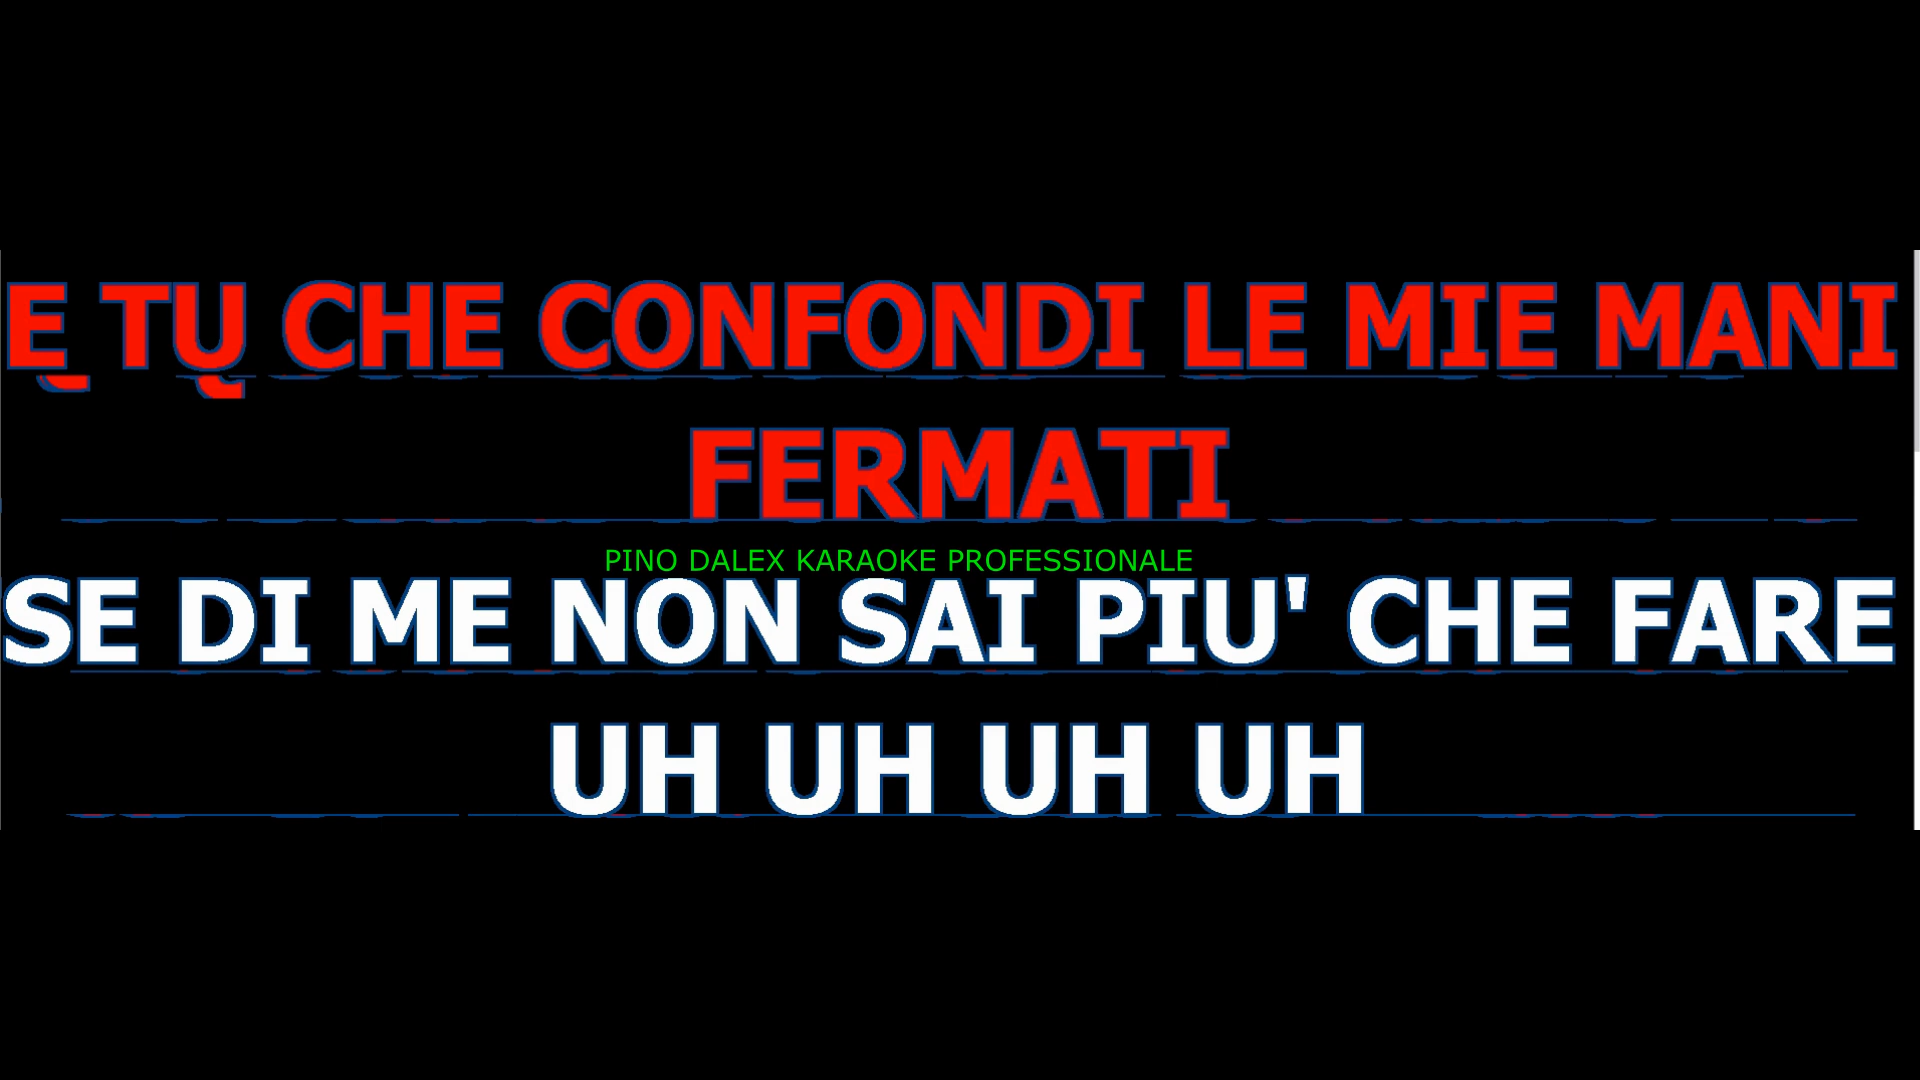 E TU CHE CONFONDI LE MIE MANI
FERMATI
PINO DALEX KARAOKE PROFESSIONALE
SE DI ME NON SAI PIU' CHE FARE
UH UH UH UH